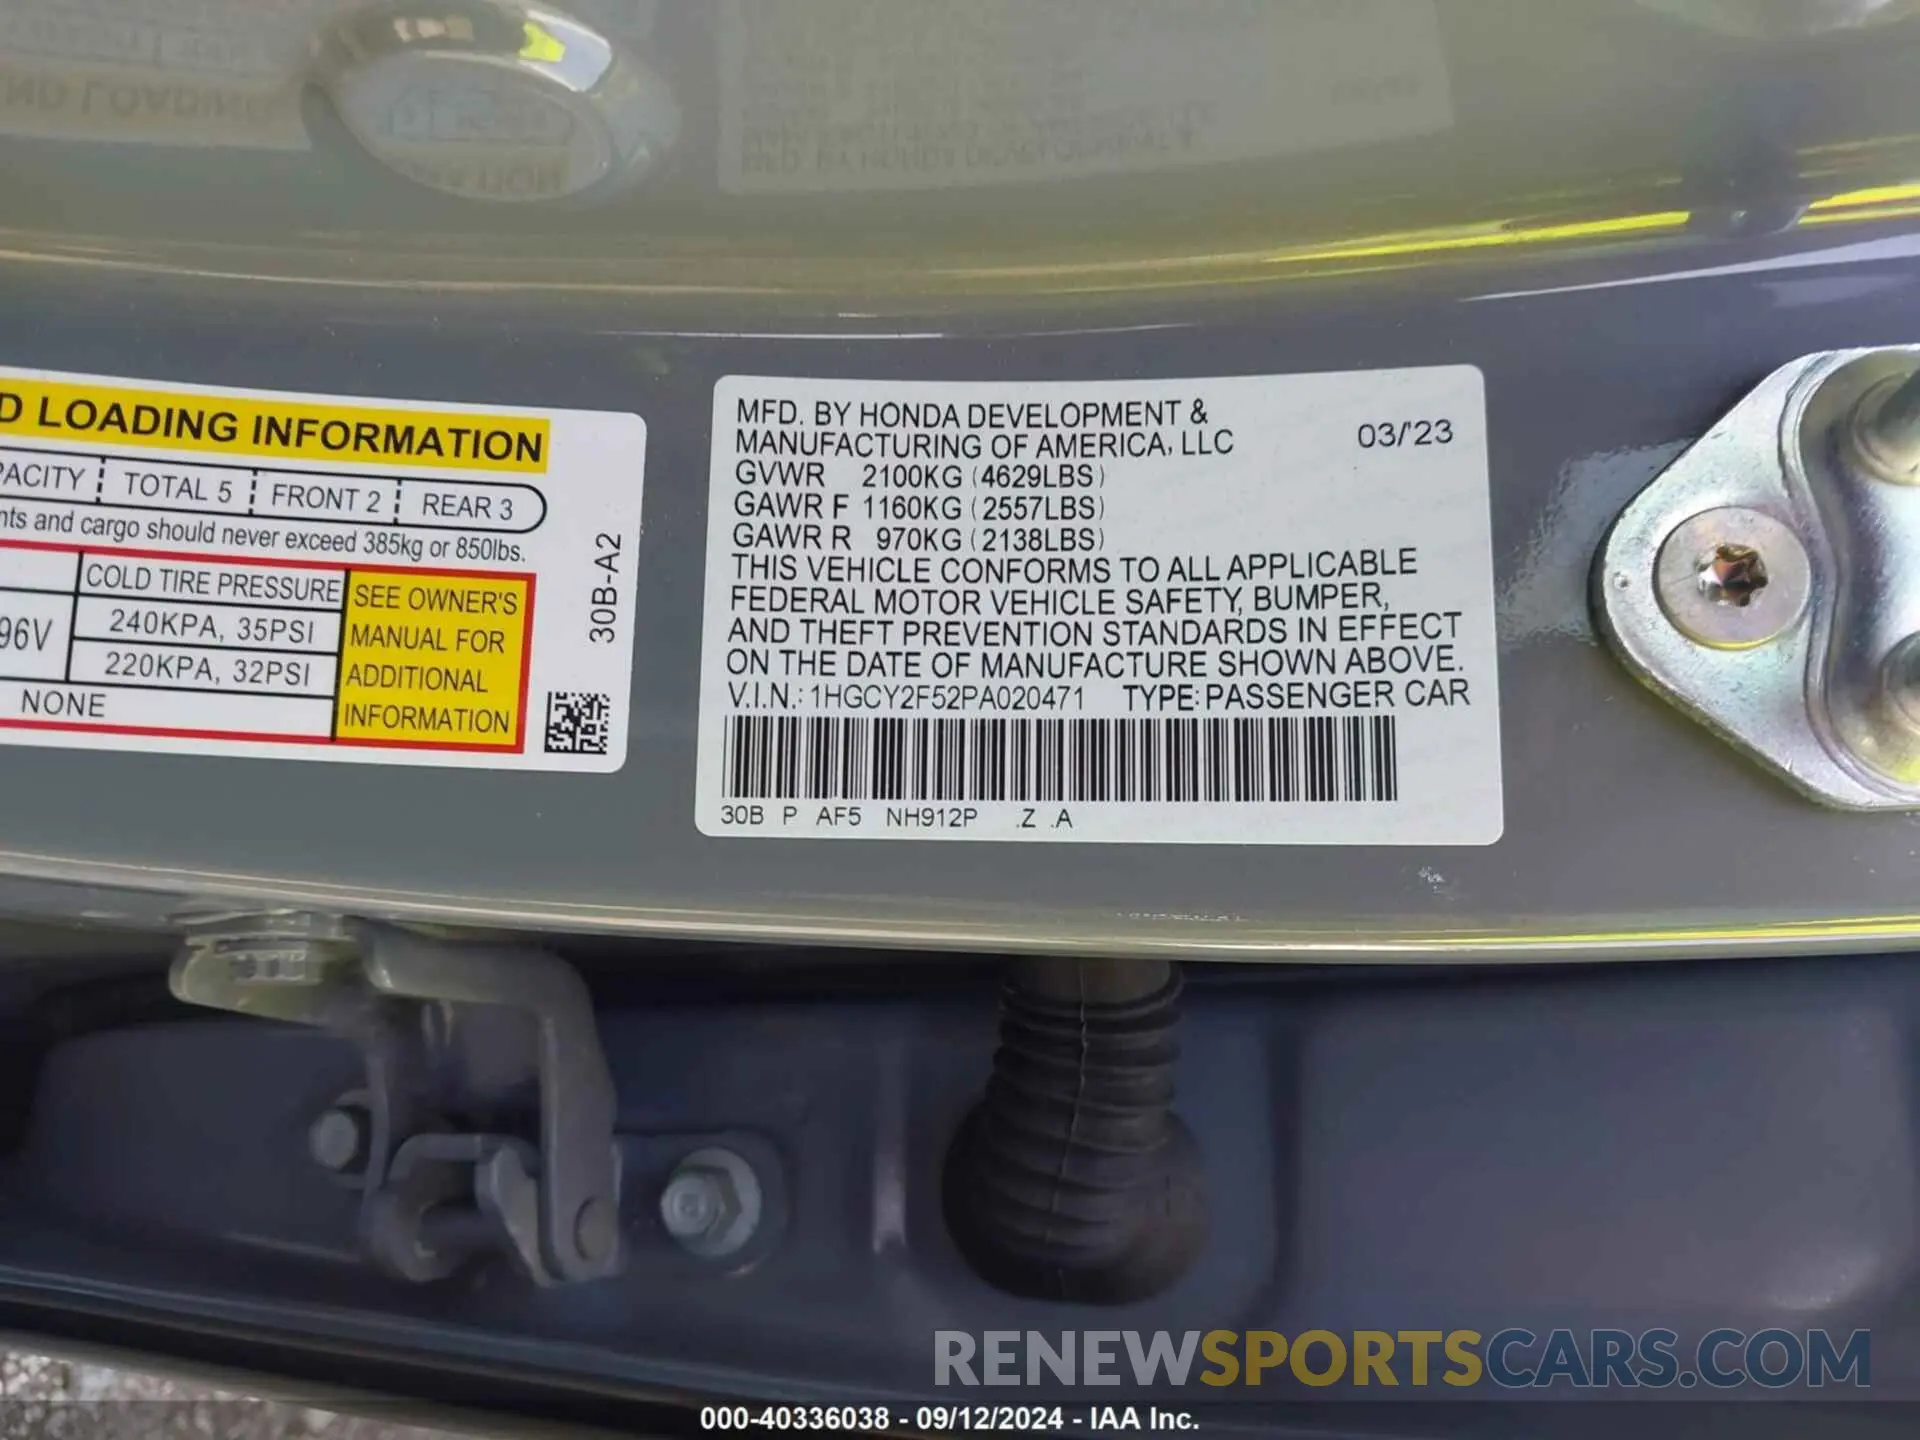 D LOADING INFORMATION
PACITY TOTAL 5 FRONT 2 REAR 3
nts and cargo should never exceed 385kg or 850lbs.
COLD TIRE PRESSURE
96V
240KPA, 35PSI
220KPA, 32PSI
NONE
SEE OWNER'S
MANUAL FOR
ADDITIONAL
INFORMATION
30B-A2
MFD. BY HONDA DEVELOPMENT &
MANUFACTURING OF AMERICA, LLC
03/'23
GVWR 2100KG (4629LBS)
GAWR F 1160KG (2557LBS)
GAWR R 970KG (2138LBS)
THIS VEHICLE CONFORMS TO ALL APPLICABLE
FEDERAL MOTOR VEHICLE SAFETY, BUMPER,
AND THEFT PREVENTION STANDARDS IN EFFECT
ON THE DATE OF MANUFACTURE SHOWN ABOVE.
V.I.N.: 1HGCY2F52PA020471 TYPE: PASSENGER CAR
30B P AF5 NH912P .Z .A
RENEWSPORTSCARS.COM
000-40336038 - 09/12/2024 - IAA Inc.